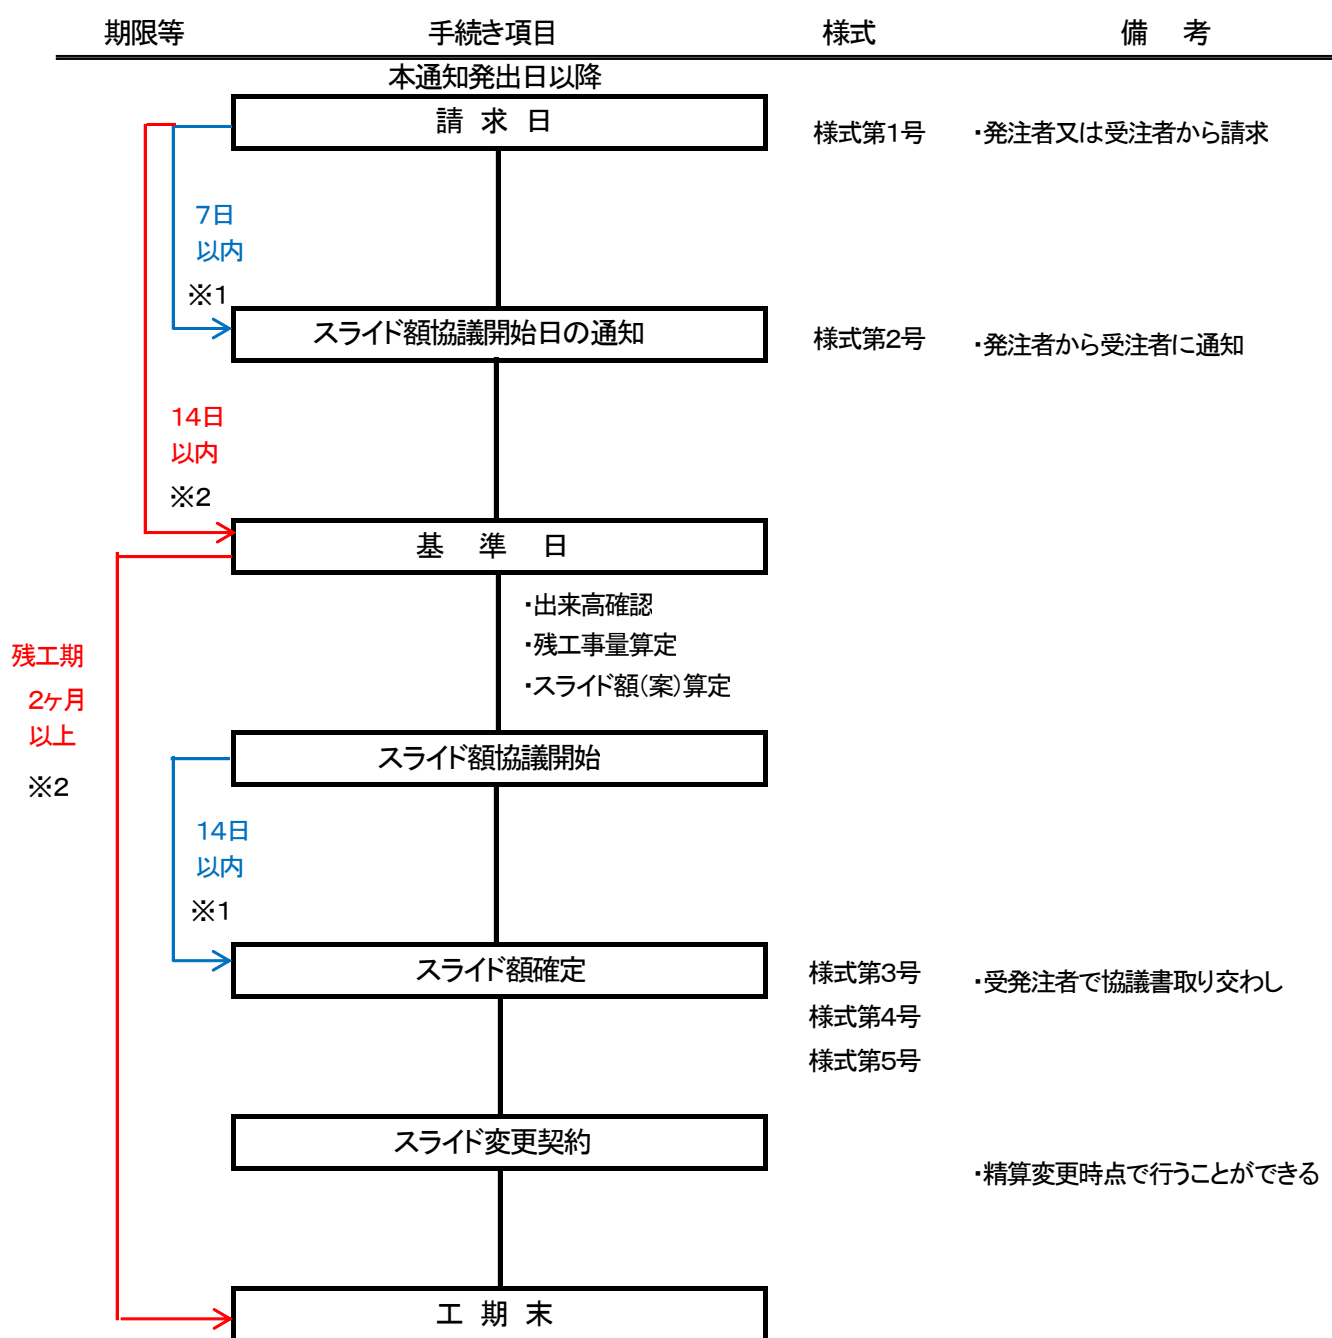 期限等 手続き項目 様式 備 考
本通知発出日以降
請 求 日
様式第1号 ・発注者又は受注者から請求
7日
以内
※1
スライド額協議開始日の通知
様式第2号 ・発注者から受注者に通知
14日
以内
※2
基 準 日
・出来高確認
・残工事量算定
・スライド額(案)算定
残工期
2ヶ月
以上
※2
スライド額協議開始
14日
以内
※1
スライド額確定
様式第3号 ・受発注者で協議書取り交わし
様式第4号
様式第5号
スライド変更契約
・精算変更時点で行うことができる
工 期 末